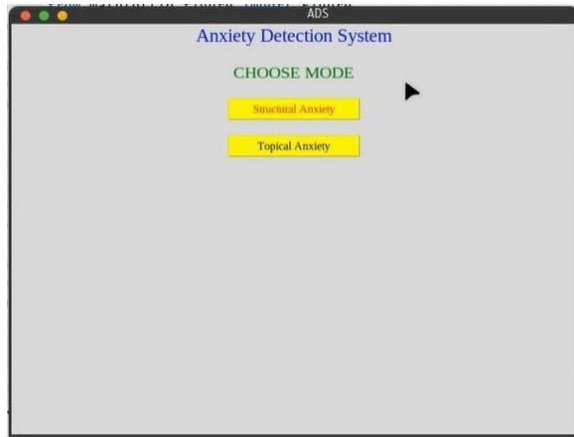 ADS
Anxiety Detection System
CHOOSE MODE
Structural Anxiety
Topical Anxiety